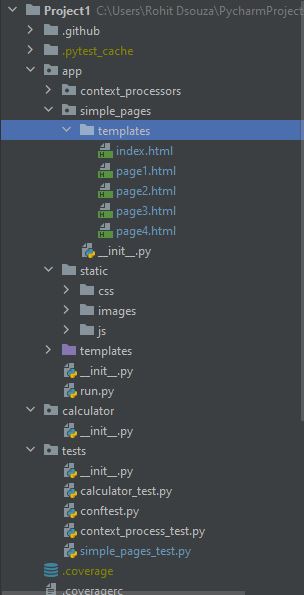 Project1 C:\Users\Rohit Dsouza\PycharmProject
.github
.pytest_cache
app
context_processors
simple_pages
templates
index.html
page1.html
page2.html
page3.html
page4.html
__init__.py
static
css
images
js
templates
__init__.py
run.py
calculator
__init__.py
tests
__init__.py
calculator_test.py
conftest.py
context_process_test.py
simple_pages_test.py
.coverage
.coveragerc